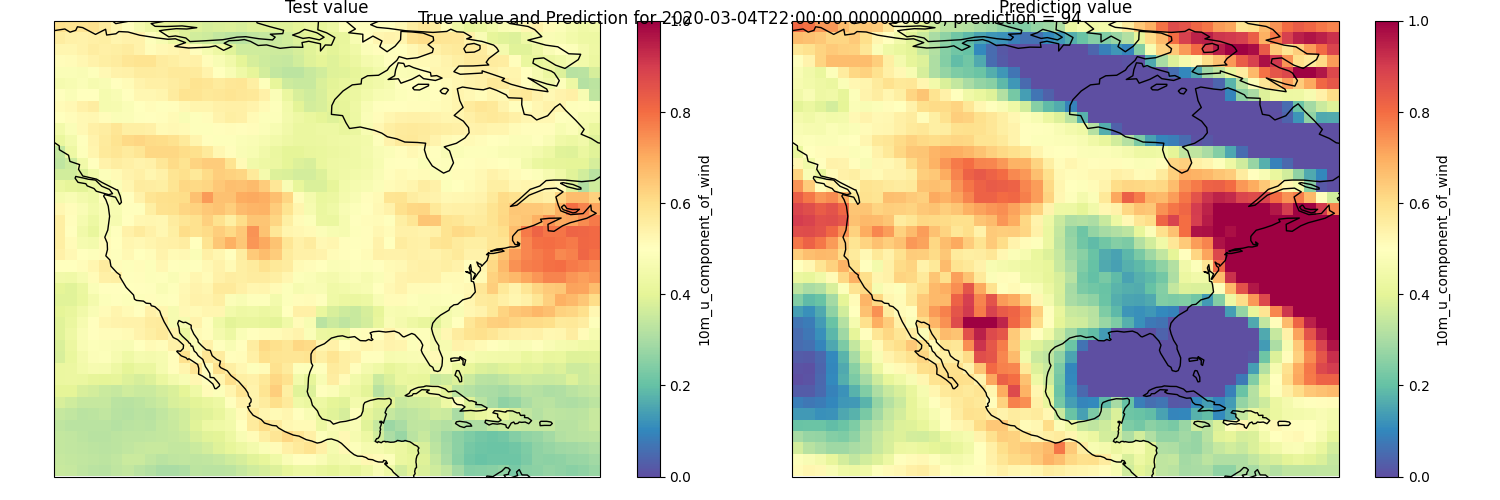 Test value
Prediction value
True value and Prediction for 2020-03-04T22:00:00.000000000, prediction = 94
1.0
0.8
0.6
0.4
0.2
0.0
10m_u_component_of_wind
1.0
0.8
0.6
0.4
0.2
0.0
10m_u_component_of_wind